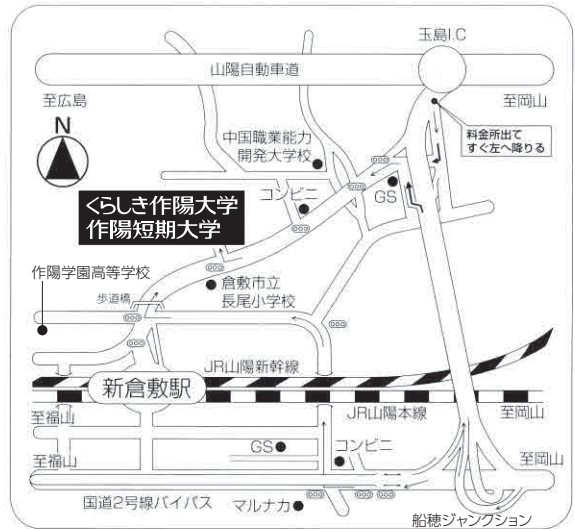 玉島I.C
山陽自動車道
至広島
至岡山
N
料金所出て
すぐ左へ降りる
中国職業能力
開発大学校
コンビニ
GS
くらしき作陽大学
作陽短期大学
倉敷市立
長尾小学校
作陽学園高等学校
歩道橋
JR山陽新幹線
新倉敷駅
JR山陽本線
至福山
至岡山
GS
コンビニ
至福山
至岡山
国道2号線バイパス
マルナカ
船穂ジャンクション